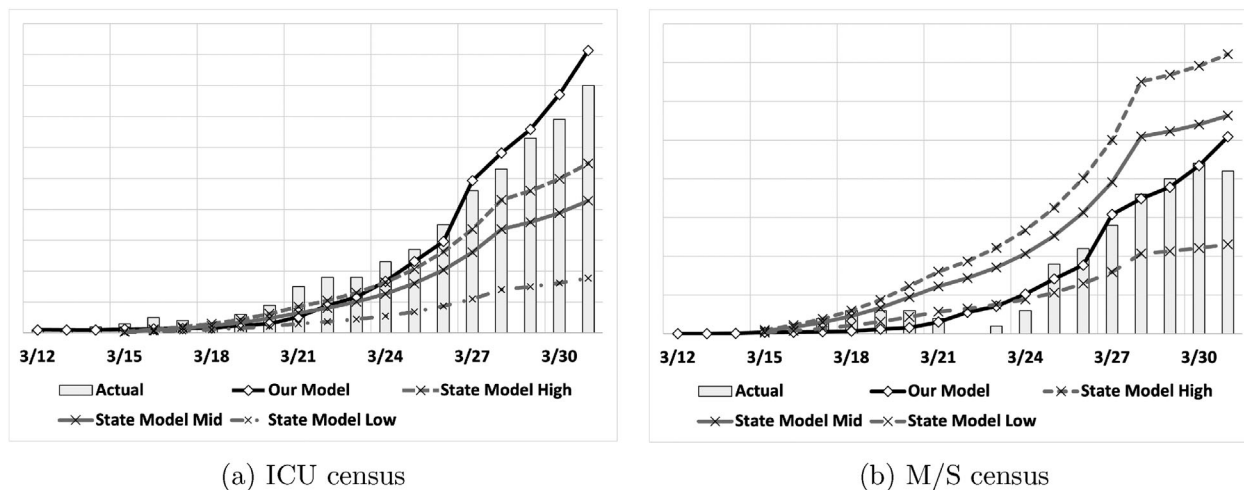 3/12 3/15 3/18 3/21 3/24 3/27 3/30
Actual Our Model State Model High
State Model Mid State Model Low
(a) ICU census
3/12 3/15 3/18 3/21 3/24 3/27 3/30
Actual Our Model State Model High
State Model Mid State Model Low
(b) M/S census